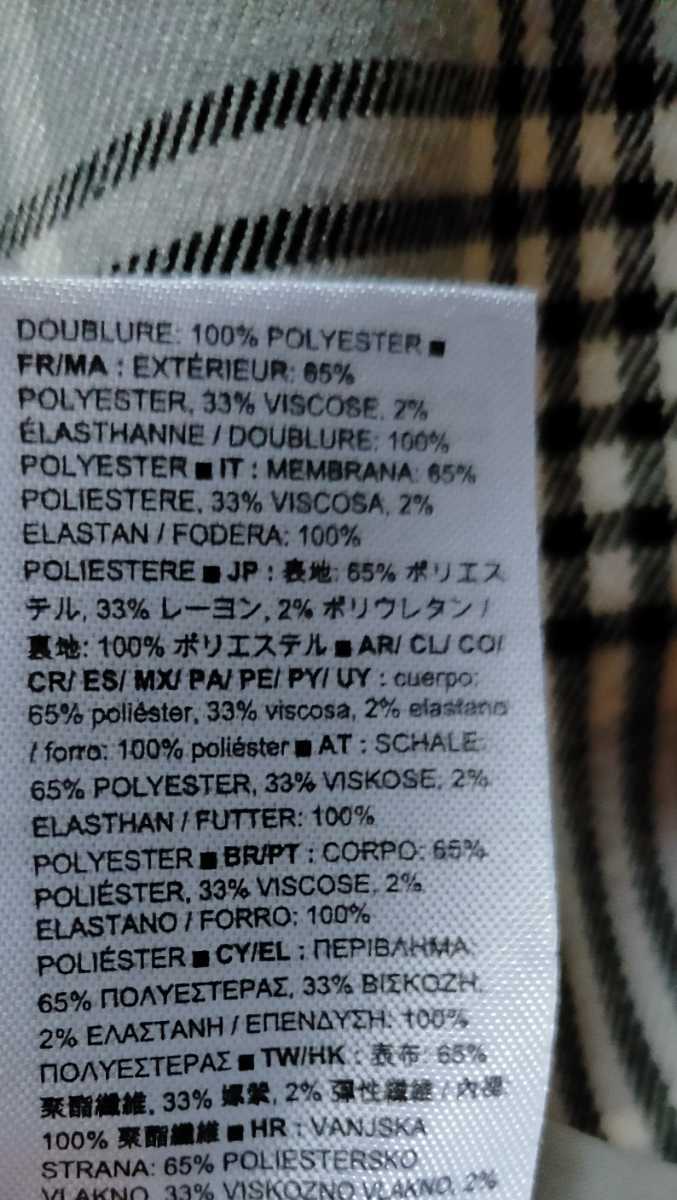 DOUBLURE: 100% POLYESTER ■
FR/MA : EXTÉRIEUR: 65%
POLYESTER, 33% VISCOSE, 2%
ÉLASTHANNE / DOUBLURE: 100%
POLYESTER ■ IT : MEMBRANA: 65%
POLIESTERE, 33% VISCOSA, 2%
ELASTAN / FODERA: 100%
POLIESTERE ■ JP : 表地: 65% ポリエス
テル, 33% レーヨン, 2% ポリウレタン /
裏地: 100% ポリエステル ■ AR/ CL/ CO/
CR/ ES/ MX/ PA/ PE/ PY/ UY : cuerpo:
65% poliéster, 33% viscosa, 2% elastano
/ forro: 100% poliéster ■ AT : SCHALE:
65% POLYESTER, 33% VISKOSE, 2%
ELASTHAN / FUTTER: 100%
POLYESTER ■ BR/PT : CORPO: 65%
POLIÉSTER, 33% VISCOSE, 2%
ELASTANO / FORRO: 100%
POLIÉSTER ■ CY/EL : ΠΕΡΙΒΛΗΜΑ:
65% ΠΟΛΥΕΣΤΕΡΑΣ, 33% ΒΙΣΚΟΖΗ,
2% ΕΛΑΣΤΑΝΗ / ΕΠΕΝΔΥΣΗ: 100%
ΠΟΛΥΕΣΤΕΡΑΣ ■ TW/HK : 表布: 65%
聚酯纖維, 33% 嫘縈, 2% 彈性纖維 / 內裡:
100% 聚酯纖維 ■ HR : VANJSKA
STRANA: 65% POLIESTERSKO
VLAKNO, 33% VISKOZNO VLAKNO, 2%